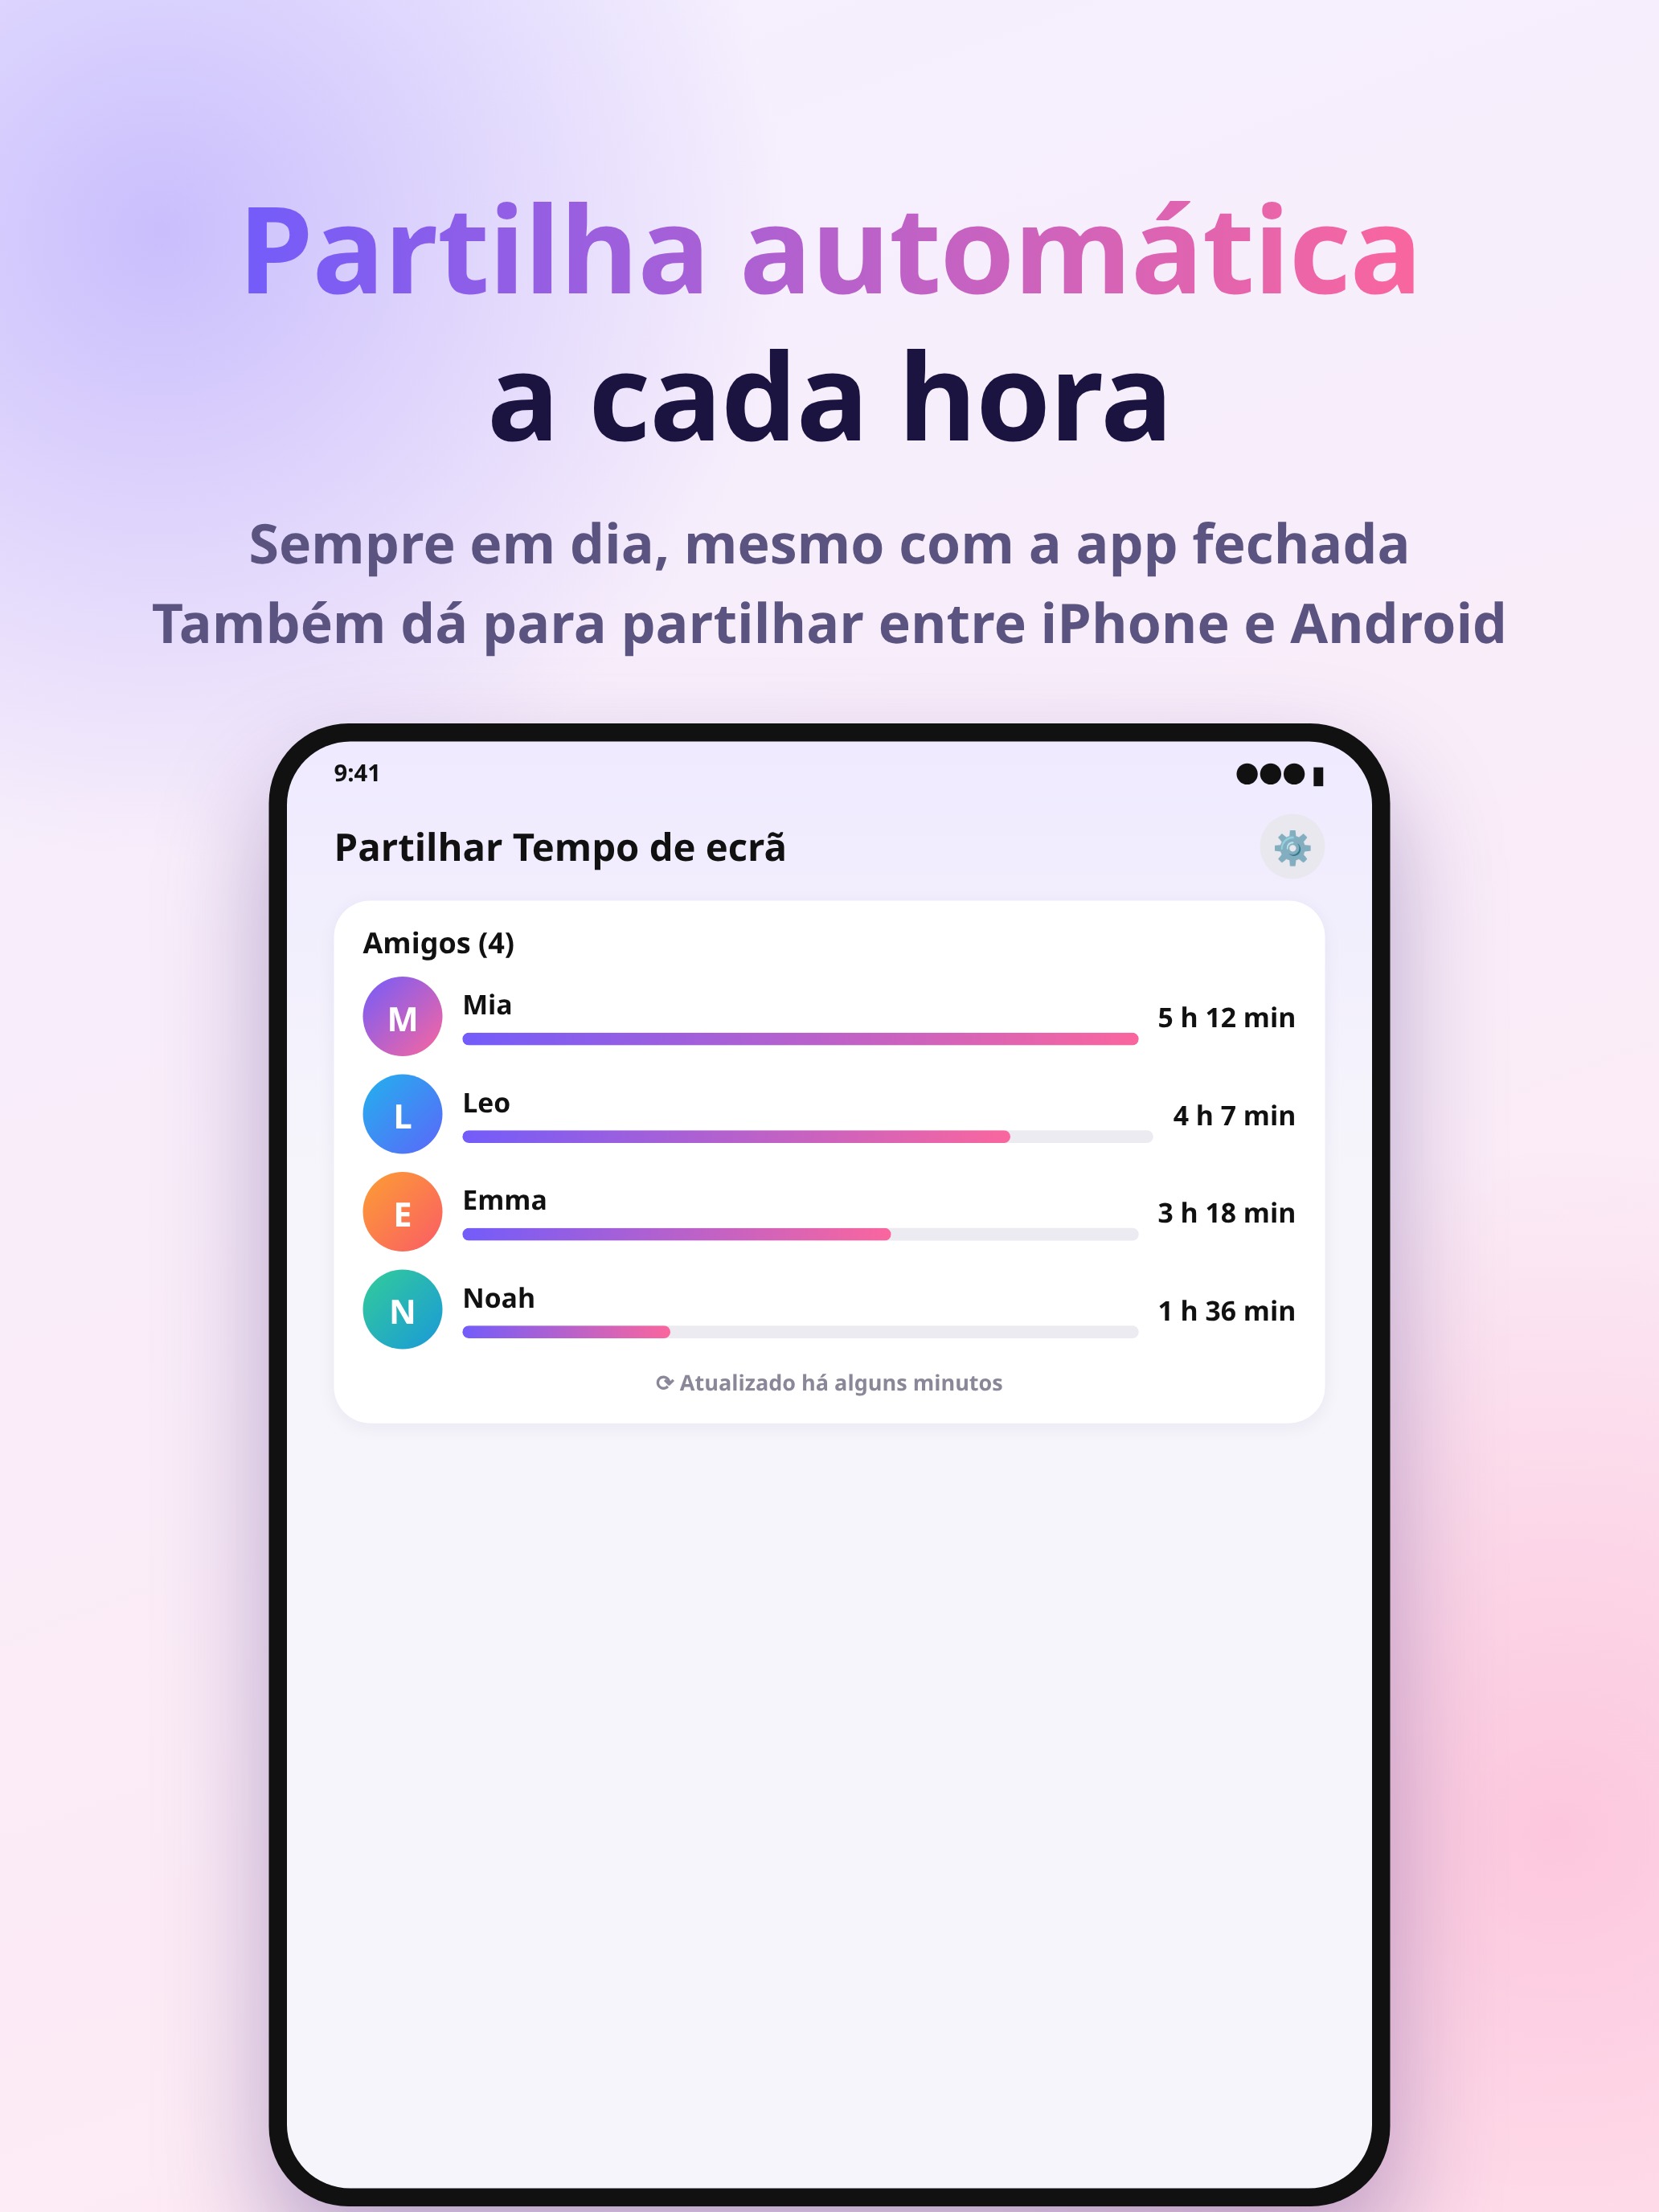 Partilha automática
a cada hora
Sempre em dia, mesmo com a app fechada
Também dá para partilhar entre iPhone e Android
9:41
Partilhar Tempo de ecrã
Amigos (4)
M
Mia
5 h 12 min
L
Leo
4 h 7 min
E
Emma
3 h 18 min
N
Noah
1 h 36 min
⟳ Atualizado há alguns minutos